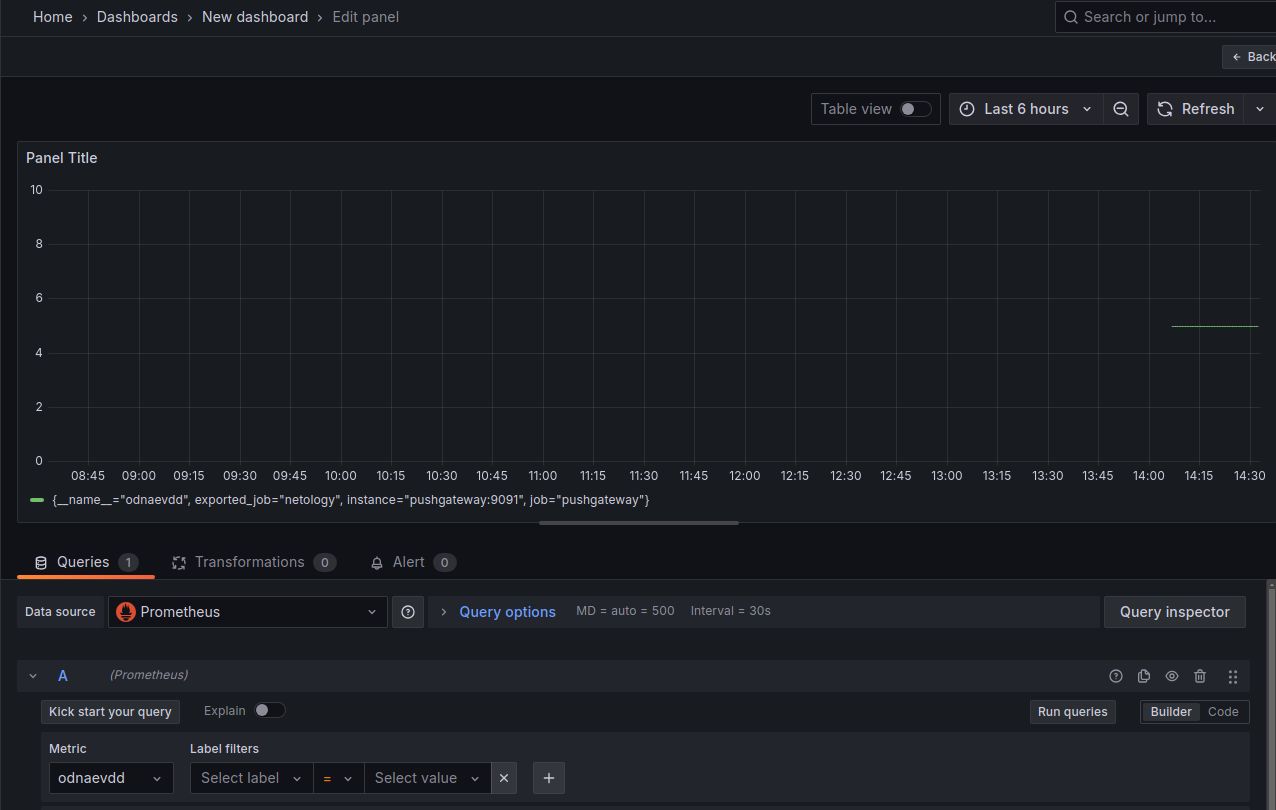 Home › Dashboards › New dashboard › Edit panel
Search or jump to...
← Back
Table view
Last 6 hours
Refresh
Panel Title
10
8
6
4
2
0
08:45 09:00 09:15 09:30 09:45 10:00 10:15 10:30 10:45 11:00 11:15 11:30 11:45 12:00 12:15 12:30 12:45 13:00 13:15 13:30 13:45 14:00 14:15 14:30
{__name__="odnaevdd", exported_job="netology", instance="pushgateway:9091", job="pushgateway"}
Queries 1
Transformations 0
Alert 0
Data source
Prometheus
Query options MD = auto = 500 Interval = 30s
Query inspector
A (Prometheus)
Kick start your query
Explain
Run queries
Builder Code
Metric
Label filters
odnaevdd
Select label
=
Select value